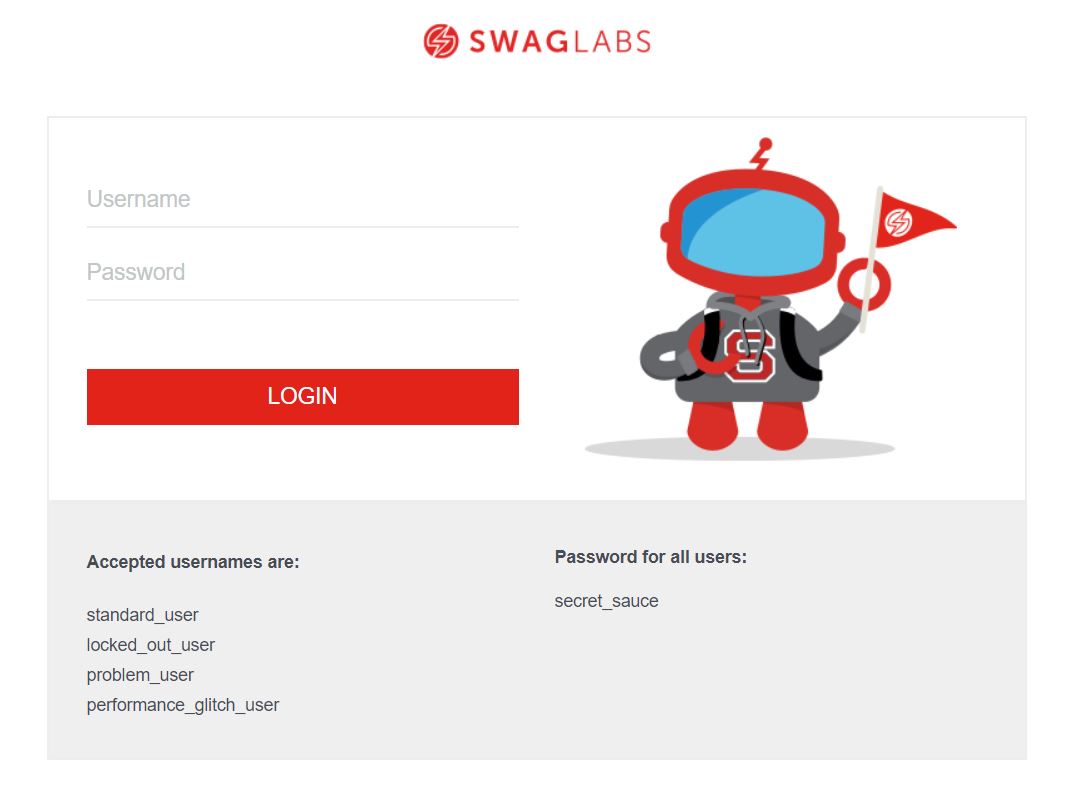 SWAGLABS
Username
Password
LOGIN
S
Accepted usernames are:
standard_user
locked_out_user
problem_user
performance_glitch_user
Password for all users:
secret_sauce